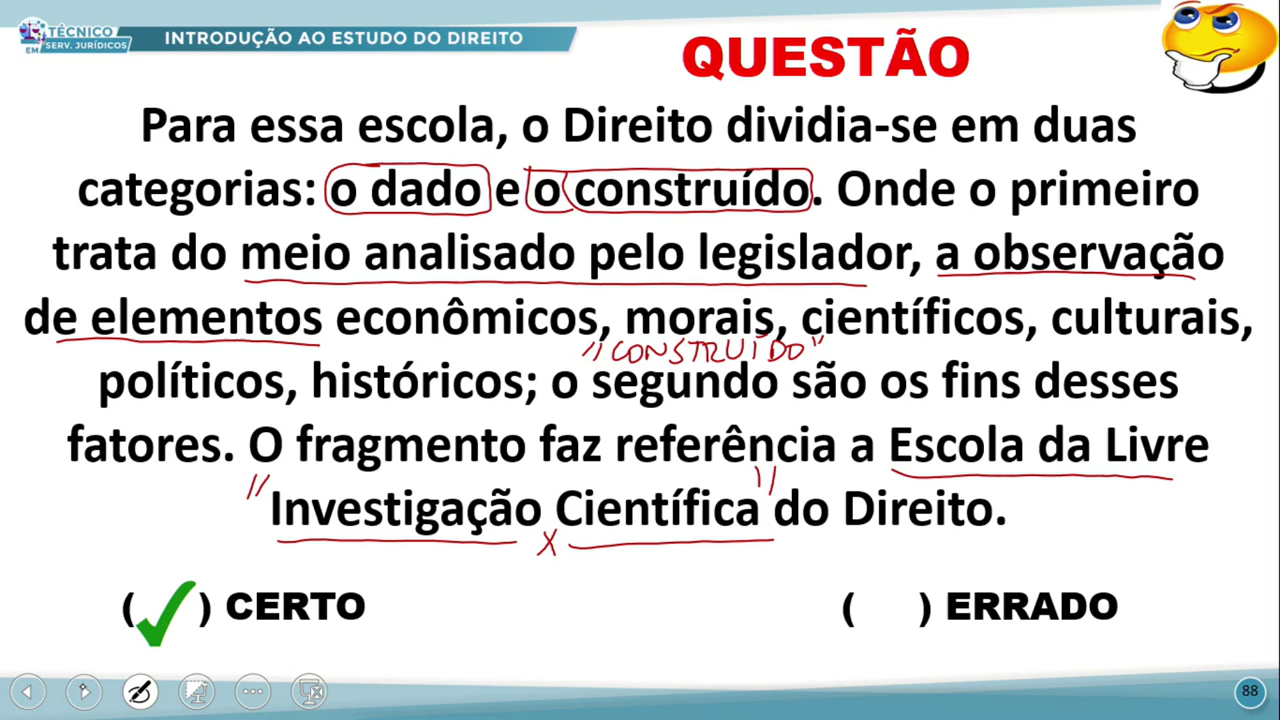 TÉCNICO
EM SERV. JURÍDICOS
INTRODUÇÃO AO ESTUDO DO DIREITO
QUESTÃO
Para essa escola, o Direito dividia-se em duas
categorias: o dado e o construído. Onde o primeiro
trata do meio analisado pelo legislador, a observação
de elementos econômicos, morais, científicos, culturais,
"CONSTRUÍDO"
políticos, históricos; o segundo são os fins desses
fatores. O fragmento faz referência a Escola da Livre
"Investigação Científica" do Direito.
X
(✓) CERTO
( ) ERRADO
88